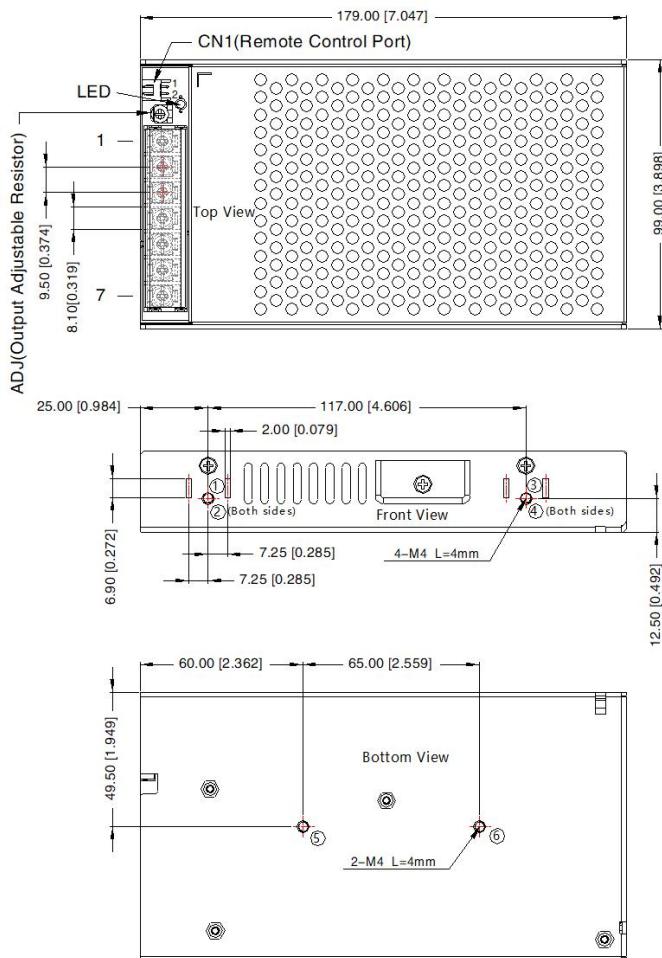 179.00 [7.047]
CN1(Remote Control Port)
1
2
LED
ADJ(Output Adjustable Resistor)
1
7
9.50 [0.374]
8.10[0.319]
Top View
99.00 [3.898]
25.00 [0.984]
117.00 [4.606]
2.00 [0.079]
①
② (Both sides)
③
④ (Both sides)
Front View
6.90 [0.272]
7.25 [0.285]
7.25 [0.285]
4-M4 L=4mm
12.50 [0.492]
60.00 [2.362]
65.00 [2.559]
49.50 [1.949]
Bottom View
⑤
⑥
2-M4 L=4mm